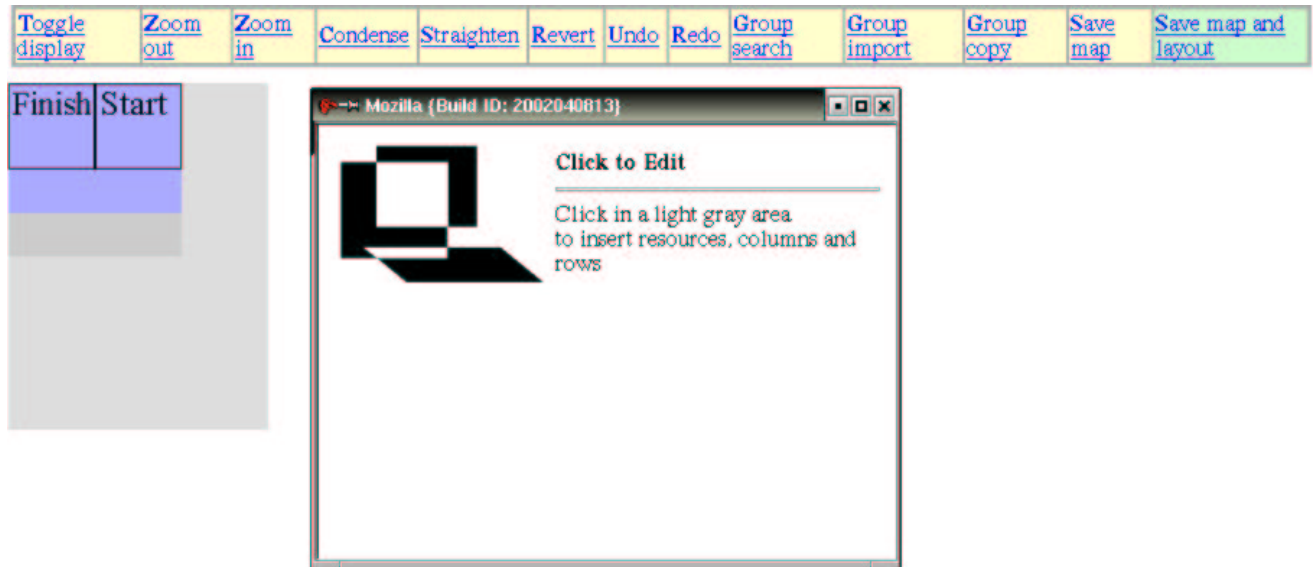 Toggle display
Zoom out
Zoom in
Condense
Straighten
Revert
Undo
Redo
Group search
Group import
Group copy
Save map
Save map and layout
Finish Start
Mozilla {Build ID: 2002040813}
Click to Edit
Click in a light gray area
to insert resources, columns and
rows